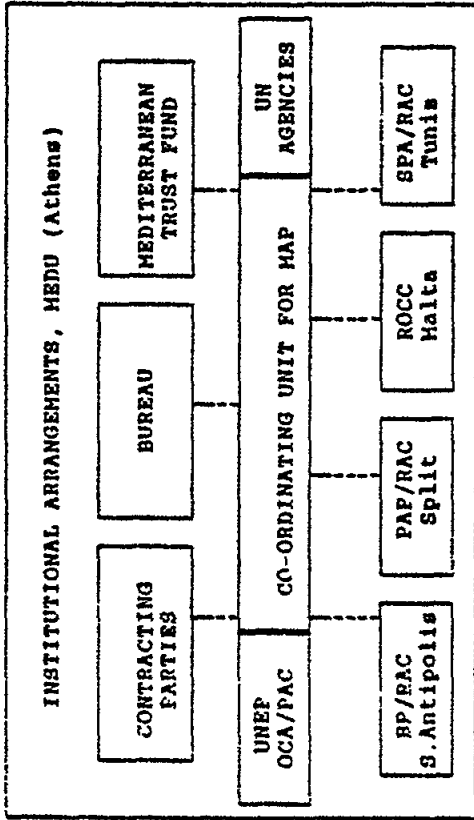 INSTITUTIONAL ARRANGEMENTS, MEDU (Athens)
CONTRACTING
PARTIES
BUREAU
MEDITERRANEAN
TRUST FUND
UNEP
OCA/PAC
CO-ORDINATING UNIT FOR MAP
UN
AGENCIES
BP/RAC
S.Antipolis
PAP/RAC
Split
ROCC
Malta
SPA/RAC
Tunis